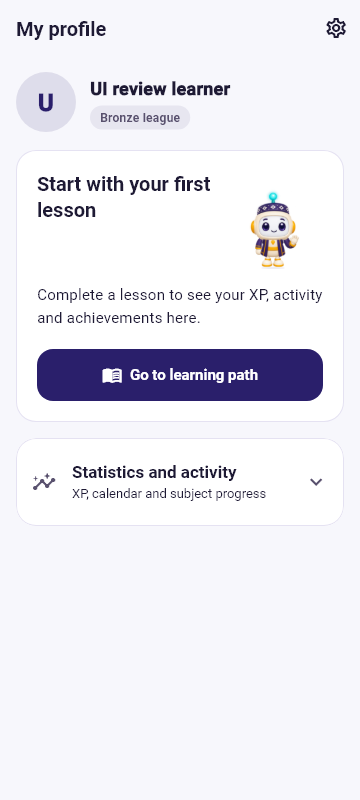 My profile
U
UI review learner
Bronze league
Start with your first
lesson
Complete a lesson to see your XP, activity
and achievements here.
Go to learning path
Statistics and activity
XP, calendar and subject progress